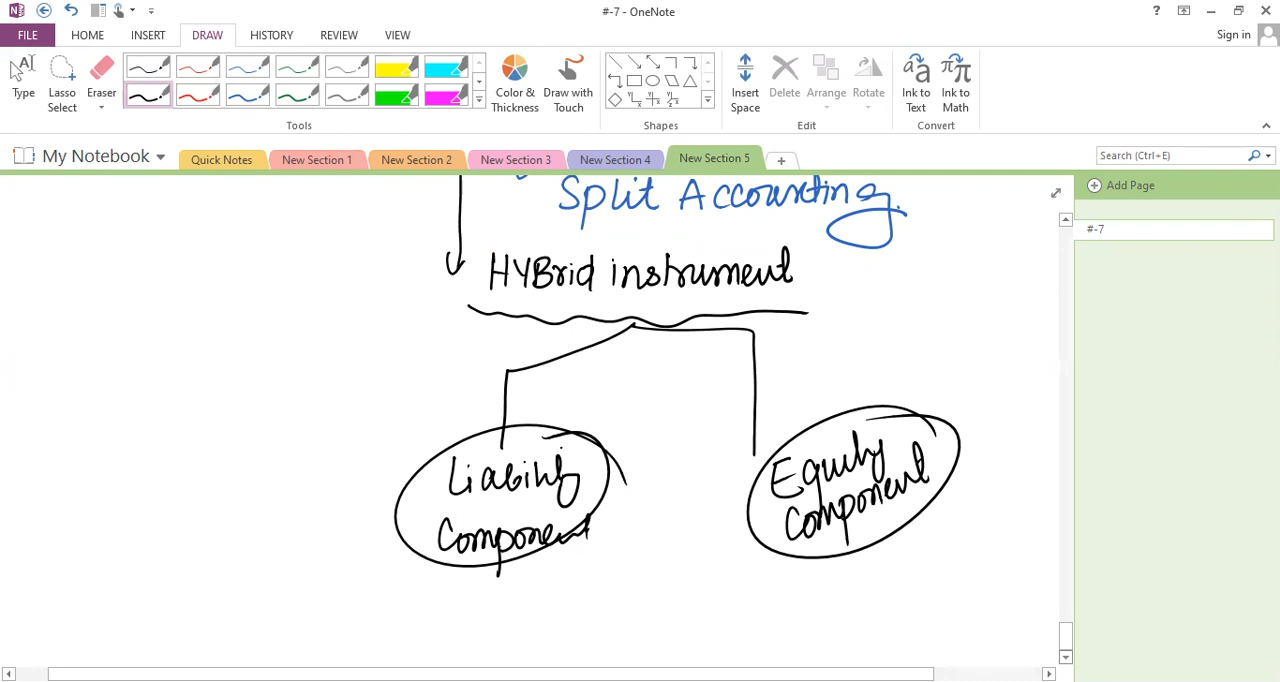 #-7 - OneNote
?
Sign in
FILE HOME INSERT DRAW HISTORY REVIEW VIEW
Type
Lasso Select
Eraser
Color & Thickness
Draw with Touch
Insert Space
Delete
Arrange
Rotate
Ink to Text
Ink to Math
Tools Shapes Edit Convert
My Notebook
Quick Notes New Section 1 New Section 2 New Section 3 New Section 4 New Section 5
Search (Ctrl+E)
Add Page
#-7
Split Accounting.
HYBrid instrument
Liability
Component
Equity
Component